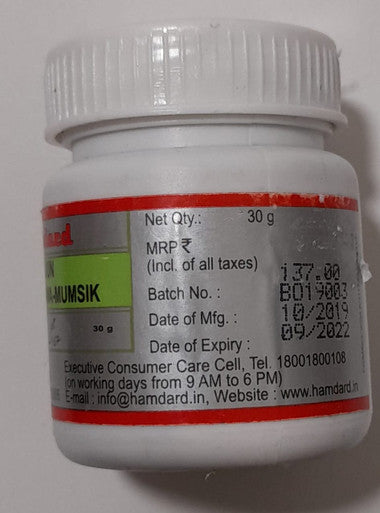 Net Qty.: 30 g
MRP ₹
(Incl. of all taxes) 137.00
Batch No. : BO19003
Date of Mfg. : 10/2019
Date of Expiry : 09/2022
Executive Consumer Care Cell, Tel. 18001800108
(on working days from 9 AM to 6 PM)
E-mail : info@hamdard.in, Website : www.hamdard.in
-MUMSIK
30 g